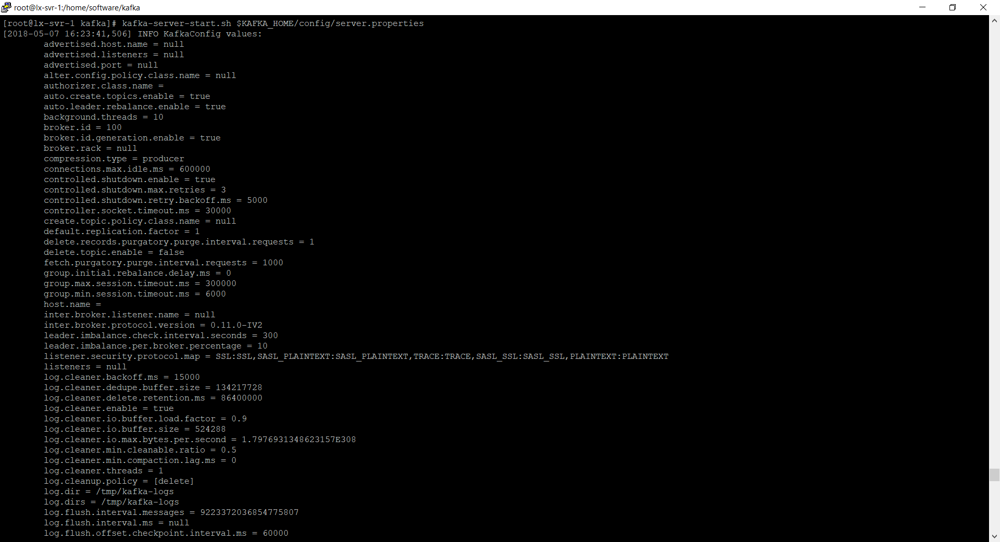 root@lx-svr-1:/home/software/kafka
[root@lx-svr-1 kafka]# kafka-server-start.sh $KAFKA_HOME/config/server.properties
[2018-05-07 16:23:41,506] INFO KafkaConfig values:
advertised.host.name = null
advertised.listeners = null
advertised.port = null
alter.config.policy.class.name = null
authorizer.class.name =
auto.create.topics.enable = true
auto.leader.rebalance.enable = true
background.threads = 10
broker.id = 100
broker.id.generation.enable = true
broker.rack = null
compression.type = producer
connections.max.idle.ms = 600000
controlled.shutdown.enable = true
controlled.shutdown.max.retries = 3
controlled.shutdown.retry.backoff.ms = 5000
controller.socket.timeout.ms = 30000
create.topic.policy.class.name = null
default.replication.factor = 1
delete.records.purgatory.purge.interval.requests = 1
delete.topic.enable = false
fetch.purgatory.purge.interval.requests = 1000
group.initial.rebalance.delay.ms = 0
group.max.session.timeout.ms = 300000
group.min.session.timeout.ms = 6000
host.name =
inter.broker.listener.name = null
inter.broker.protocol.version = 0.11.0-IV2
leader.imbalance.check.interval.seconds = 300
leader.imbalance.per.broker.percentage = 10
listener.security.protocol.map = SSL:SSL,SASL_PLAINTEXT:SASL_PLAINTEXT,TRACE:TRACE,SASL_SSL:SASL_SSL,PLAINTEXT:PLAINTEXT
listeners = null
log.cleaner.backoff.ms = 15000
log.cleaner.dedupe.buffer.size = 134217728
log.cleaner.delete.retention.ms = 86400000
log.cleaner.enable = true
log.cleaner.io.buffer.load.factor = 0.9
log.cleaner.io.buffer.size = 524288
log.cleaner.io.max.bytes.per.second = 1.7976931348623157E308
log.cleaner.min.cleanable.ratio = 0.5
log.cleaner.min.compaction.lag.ms = 0
log.cleaner.threads = 1
log.cleanup.policy = [delete]
log.dir = /tmp/kafka-logs
log.dirs = /tmp/kafka-logs
log.flush.interval.messages = 9223372036854775807
log.flush.interval.ms = null
log.flush.offset.checkpoint.interval.ms = 60000